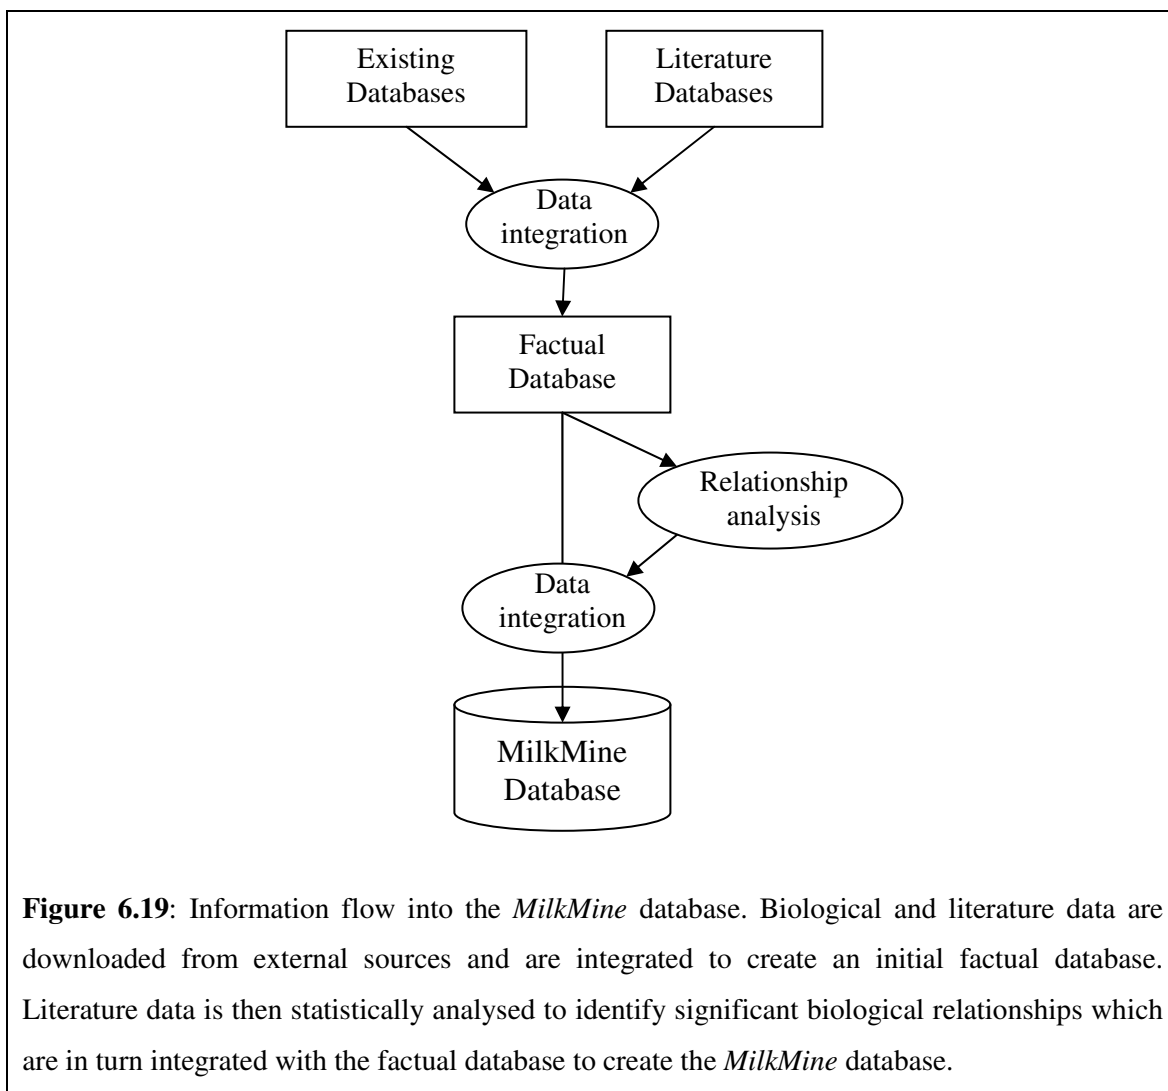 Existing
Databases
Literature
Databases
Data
integration
Factual
Database
Relationship
analysis
Data
integration
MilkMine
Database
Figure 6.19: Information flow into the MilkMine database. Biological and literature data are
downloaded from external sources and are integrated to create an initial factual database.
Literature data is then statistically analysed to identify significant biological relationships which
are in turn integrated with the factual database to create the MilkMine database.